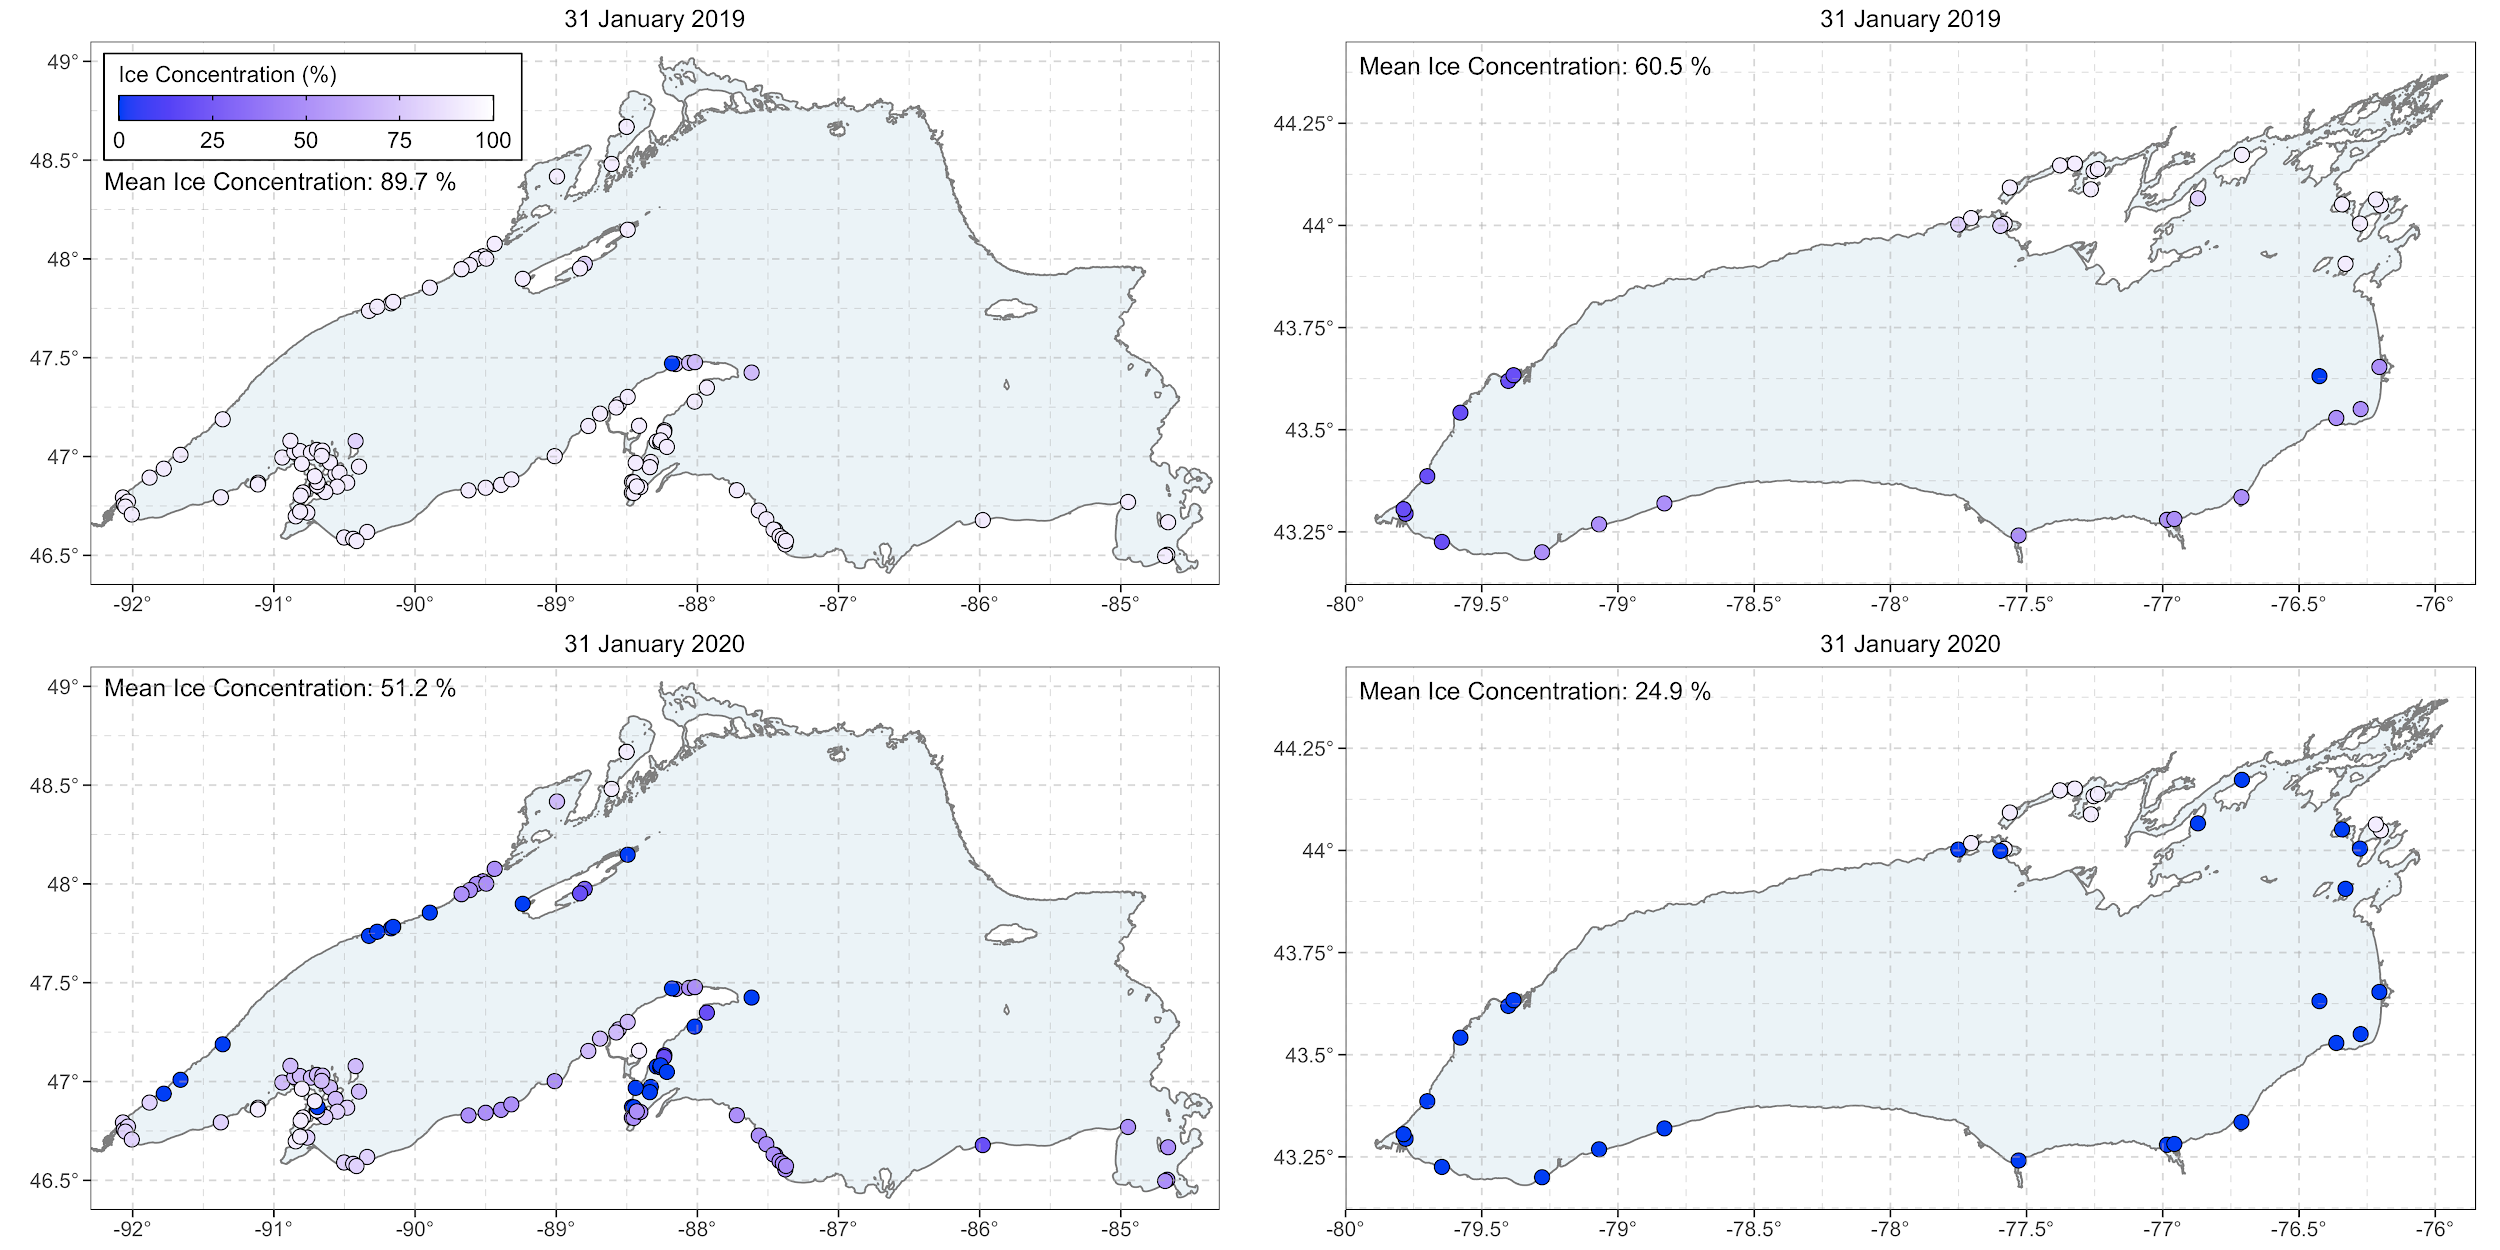 31 January 2019
Ice Concentration (%)
0 25 50 75 100
Mean Ice Concentration: 89.7 %
49°
48.5°
48°
47.5°
47°
46.5°
-92° -91° -90° -89° -88° -87° -86° -85°
31 January 2019
Mean Ice Concentration: 60.5 %
44.25°
44°
43.75°
43.5°
43.25°
-80° -79.5° -79° -78.5° -78° -77.5° -77° -76.5° -76°
31 January 2020
Mean Ice Concentration: 51.2 %
49°
48.5°
48°
47.5°
47°
46.5°
-92° -91° -90° -89° -88° -87° -86° -85°
31 January 2020
Mean Ice Concentration: 24.9 %
44.25°
44°
43.75°
43.5°
43.25°
-80° -79.5° -79° -78.5° -78° -77.5° -77° -76.5° -76°